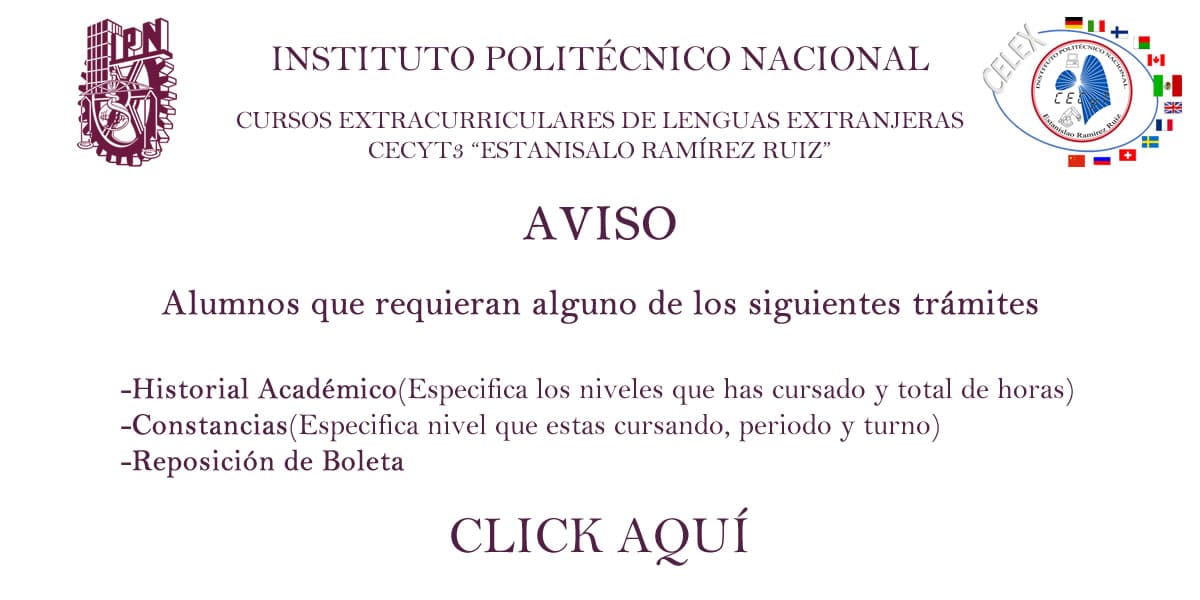 IPN
INSTITUTO POLITÉCNICO NACIONAL
CURSOS EXTRACURRICULARES DE LENGUAS EXTRANJERAS
CECYT3 “ESTANISALO RAMÍREZ RUIZ”
CELEX
INSTITUTO POLITÉCNICO NACIONAL
Estanislao Ramírez Ruiz
AVISO
Alumnos que requieran alguno de los siguientes trámites
-Historial Académico(Especifica los niveles que has cursado y total de horas)
-Constancias(Especifica nivel que estas cursando, periodo y turno)
-Reposición de Boleta
CLICK AQUÍ